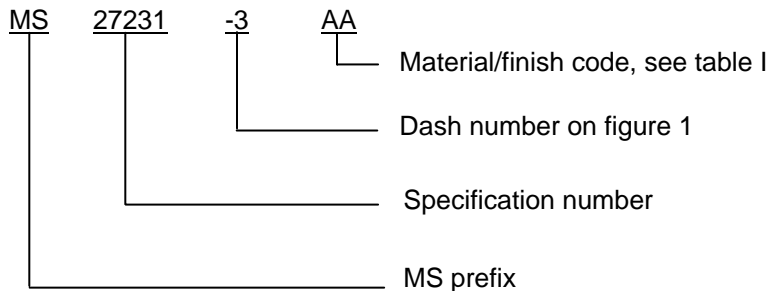 MS 27231 -3 AA
Material/finish code, see table I
Dash number on figure 1
Specification number
MS prefix